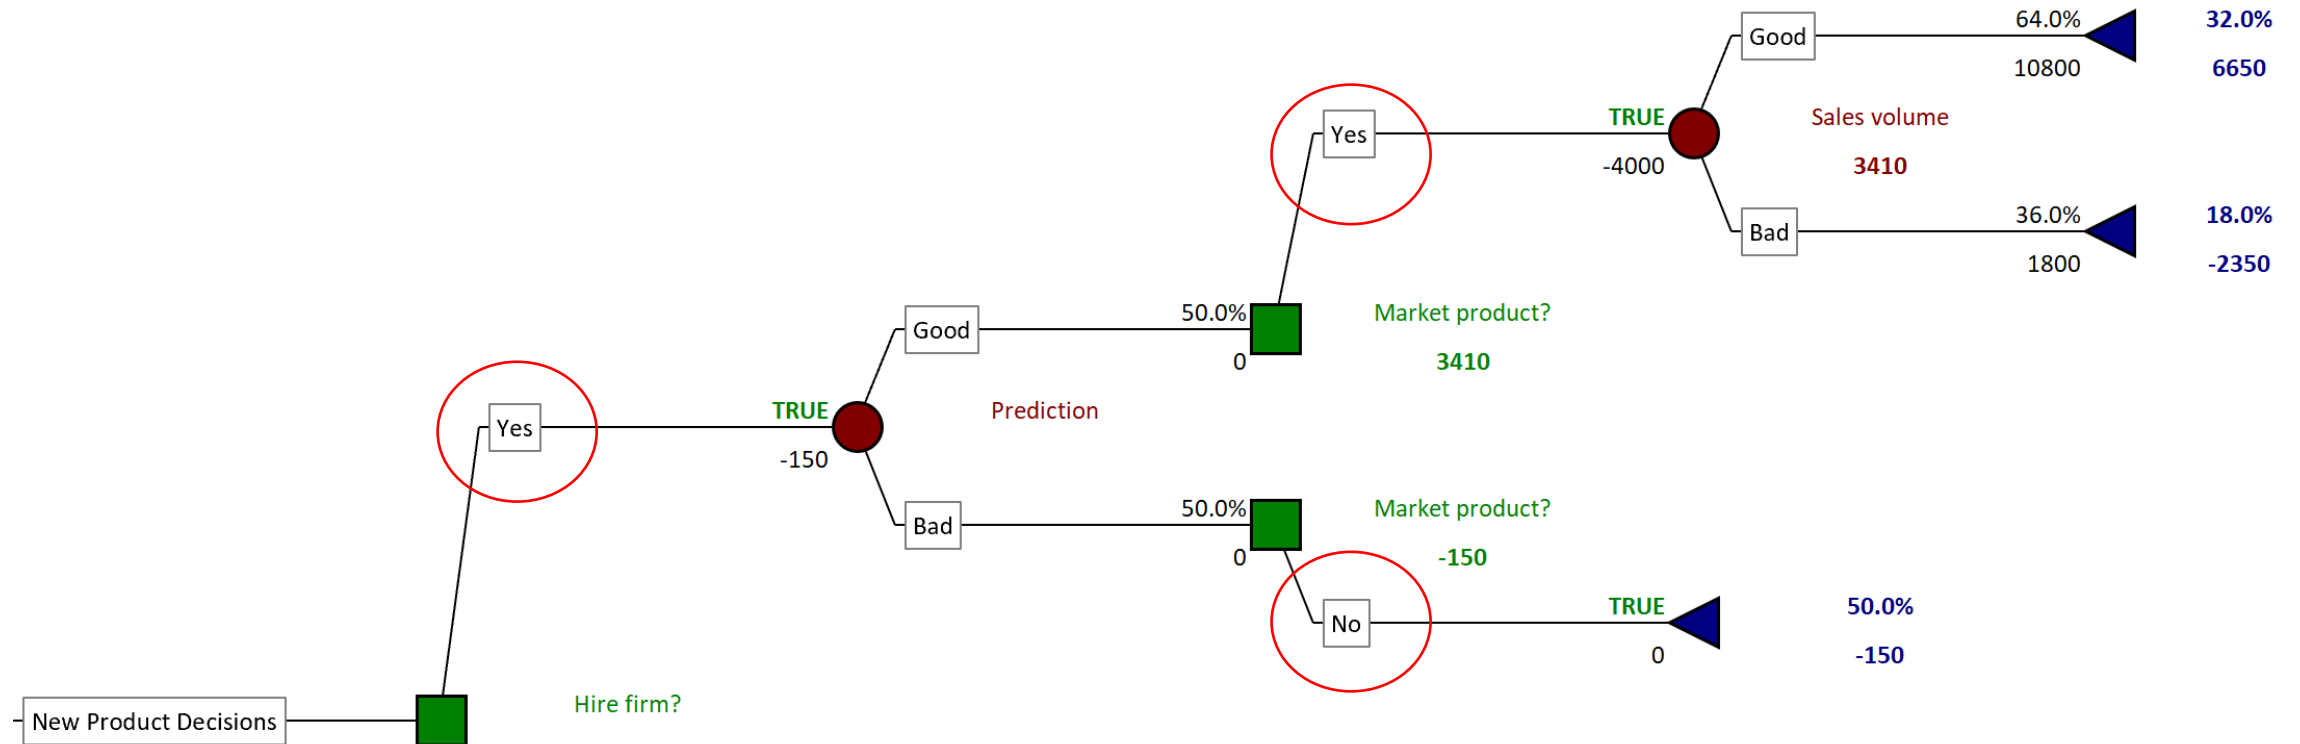 64.0% 32.0%
Good
10800 6650
Yes TRUE Sales volume
-4000 3410
36.0% 18.0%
Bad
1800 -2350
50.0% Market product?
Good
0 3410
TRUE Prediction
Yes
-150
50.0% Market product?
Bad
0 -150
TRUE 50.0%
No
0 -150
Hire firm?
New Product Decisions